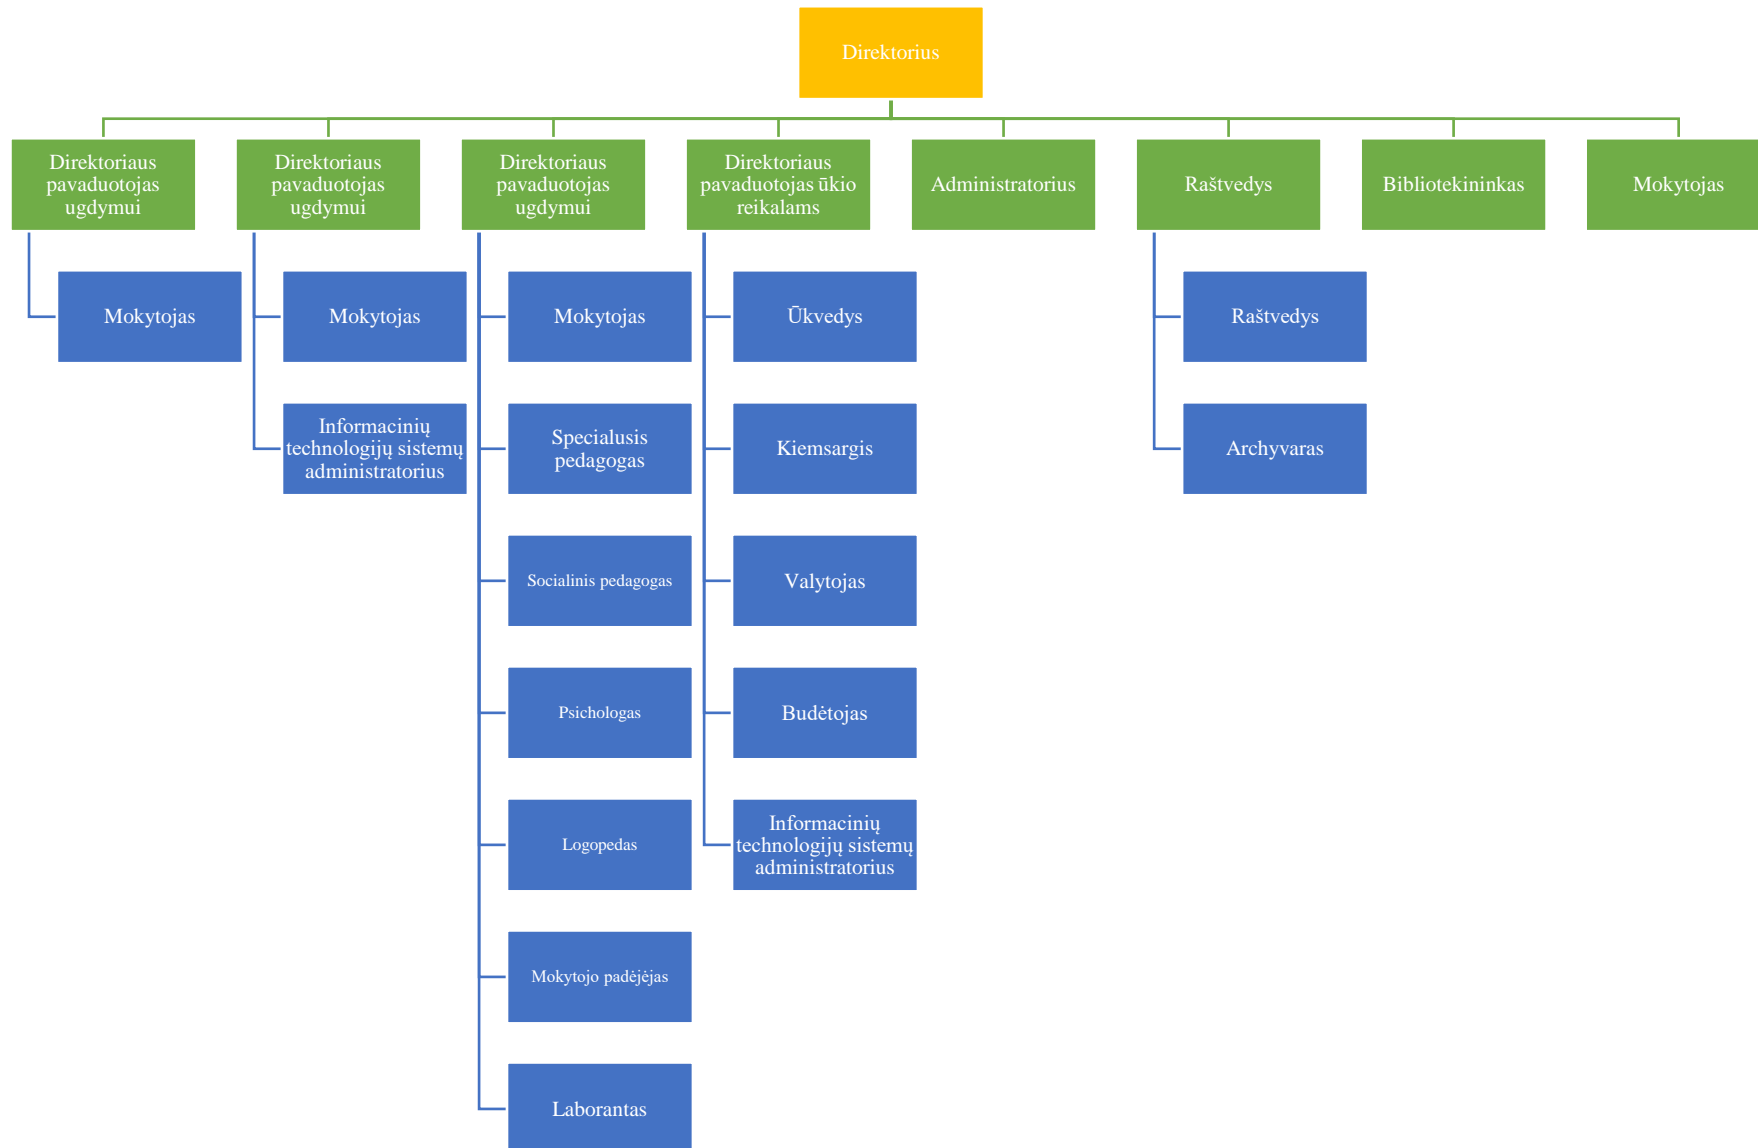 Direktorius
Direktoriaus
pavaduotojas
ugdymui
Direktoriaus
pavaduotojas
ugdymui
Direktoriaus
pavaduotojas
ugdymui
Direktoriaus
pavaduotojas ūkio
reikalams
Administratorius
Raštvedys
Bibliotekininkas
Mokytojas
Mokytojas
Mokytojas
Informacinių
technologijų sistemų
administratorius
Mokytojas
Specialusis
pedagogas
Socialinis pedagogas
Psichologas
Logopedas
Mokytojo padėjėjas
Laborantas
Ūkvedys
Kiemsargis
Valytojas
Budėtojas
Informacinių
technologijų sistemų
administratorius
Raštvedys
Archyvaras